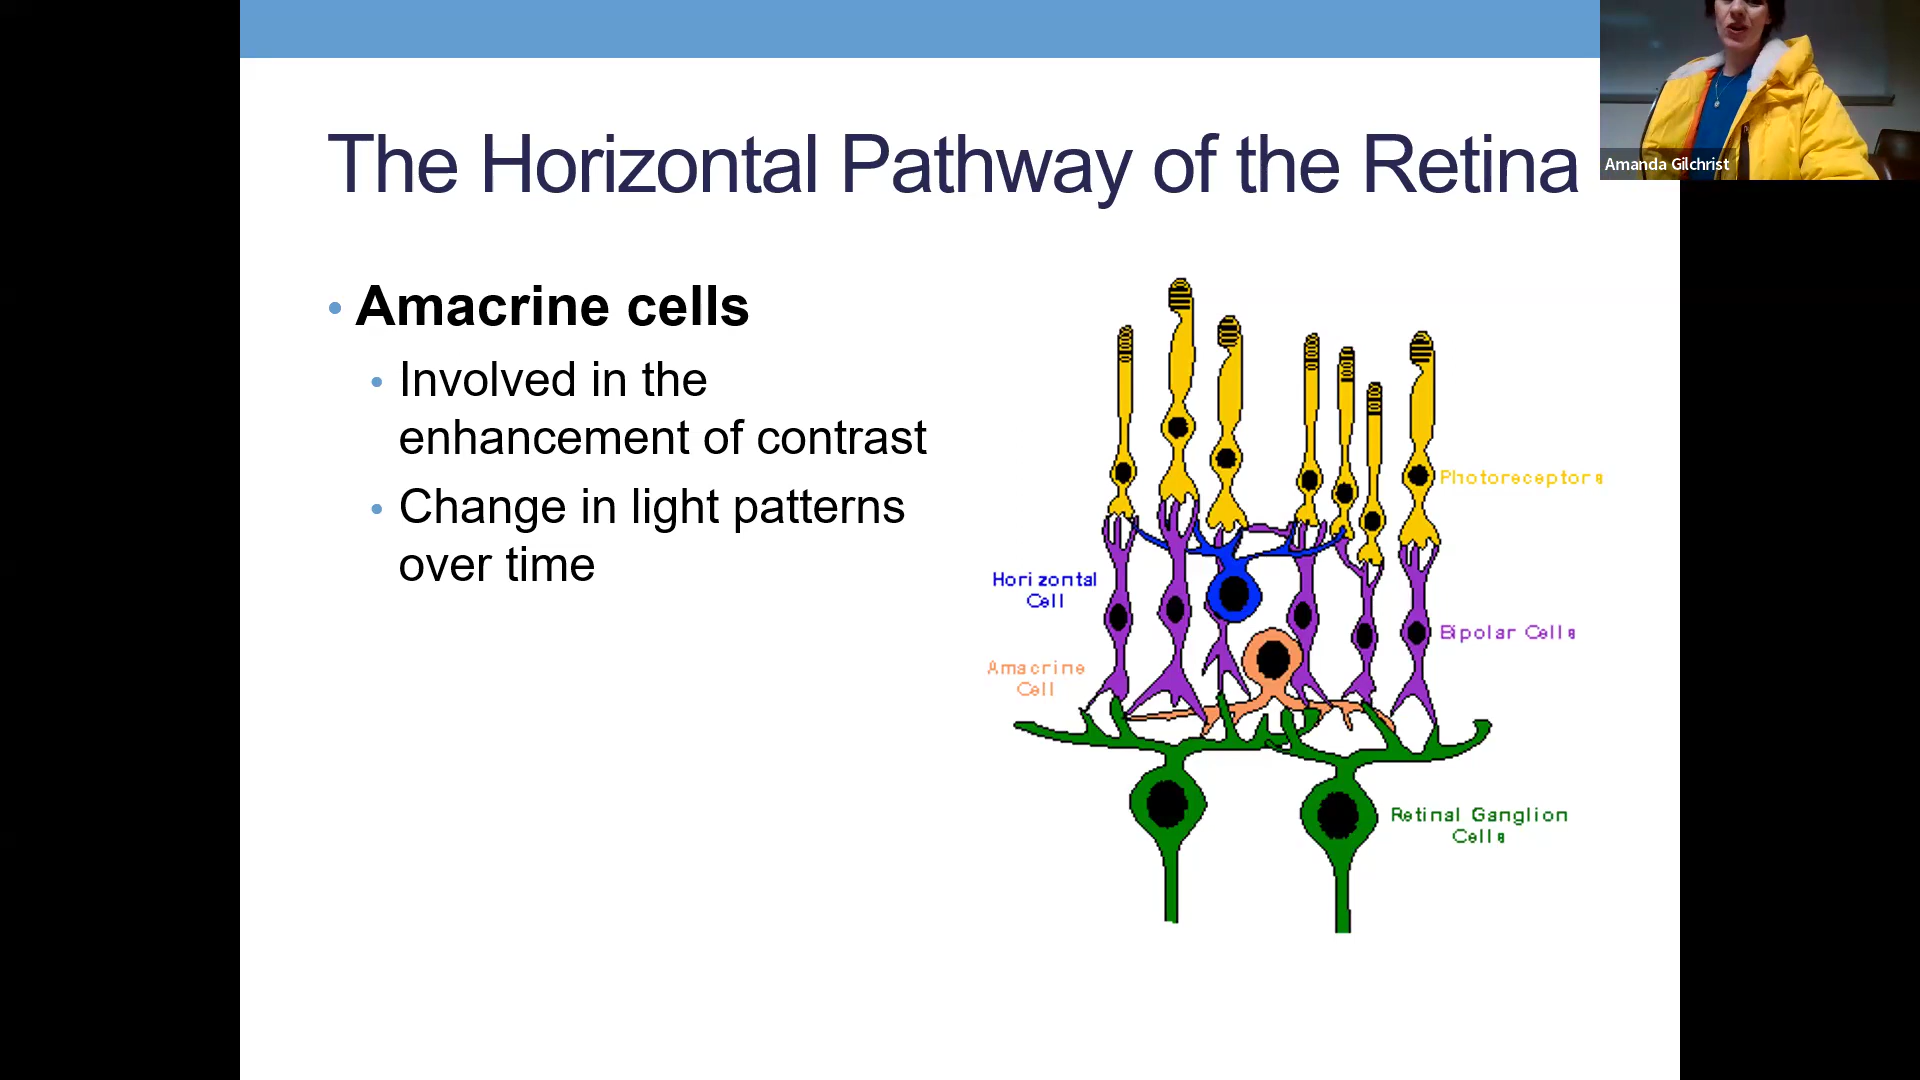 The Horizontal Pathway of the Retina
Amanda Gilchrist
• Amacrine cells
• Involved in the
enhancement of contrast
• Change in light patterns
over time
Photoreceptors
Horizontal
Cell
Bipolar Cells
Amacrine
Cell
Retinal Ganglion
Cells